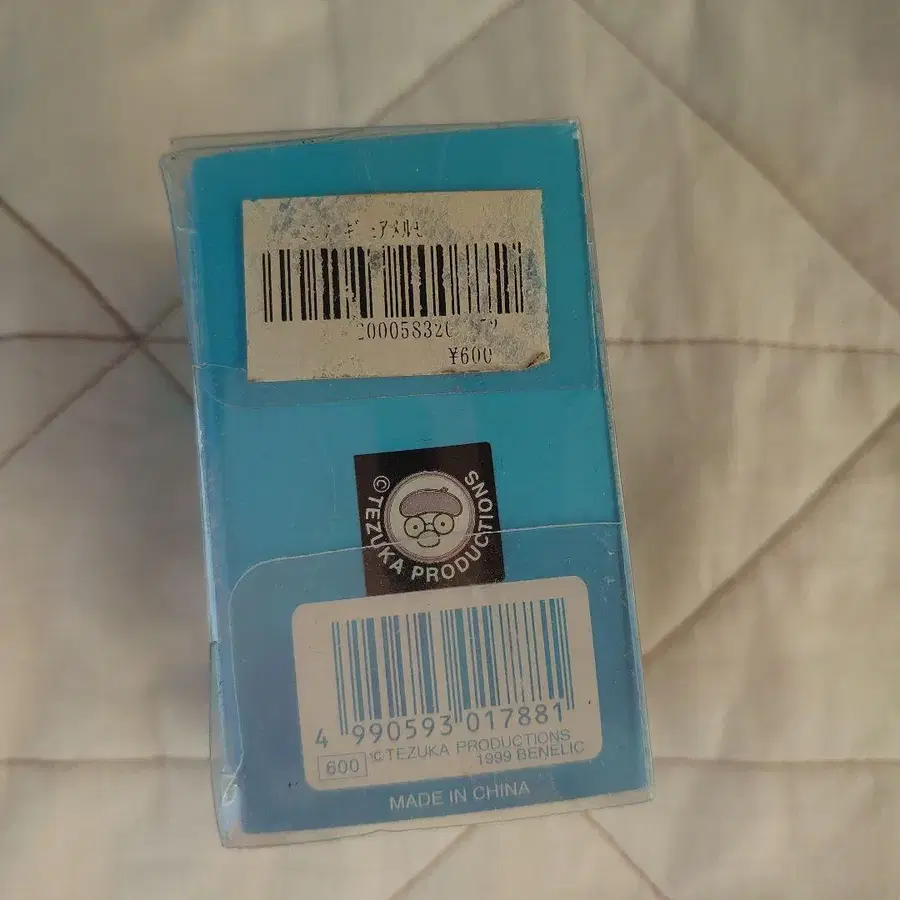 ¥600
©TEZUKA PRODUCTIONS
4 990593 017881
600 ©TEZUKA PRODUCTIONS
1999 BENELIC
MADE IN CHINA